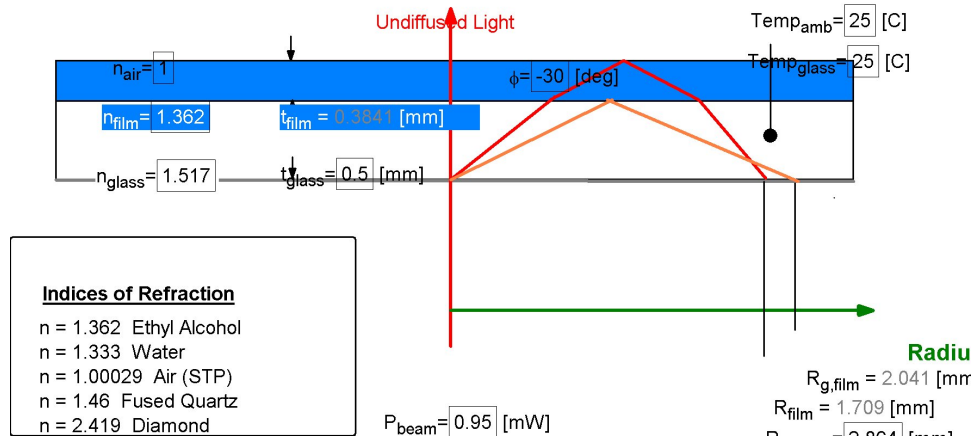 Undiffused Light
Temp_amb= 25 [C]
n_air= 1
ϕ= -30 [deg]
Temp_glass= 25 [C]
n_film= 1.362
t_film = 0.3841 [mm]
n_glass= 1.517
t_glass= 0.5 [mm]
Indices of Refraction
n = 1.362 Ethyl Alcohol
n = 1.333 Water
n = 1.00029 Air (STP)
n = 1.46 Fused Quartz
n = 2.419 Diamond
P_beam= 0.95 [mW]
Radiu
R_g,film = 2.041 [mm
R_film = 1.709 [mm]